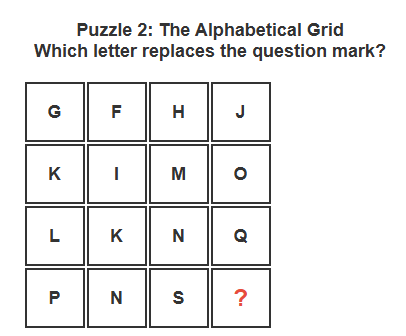 Puzzle 2: The Alphabetical Grid
Which letter replaces the question mark?
G F H J
K I M O
L K N Q
P N S ?